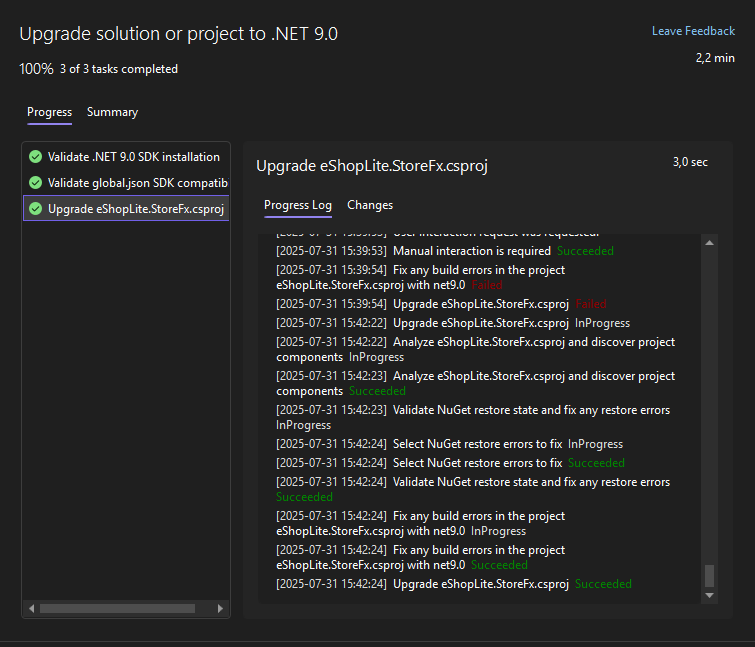 Upgrade solution or project to .NET 9.0
Leave Feedback
100% 3 of 3 tasks completed
2,2 min
Progress Summary
Validate .NET 9.0 SDK installation
Validate global.json SDK compatib
Upgrade eShopLite.StoreFx.csproj
Upgrade eShopLite.StoreFx.csproj
3,0 sec
Progress Log Changes
[2025-07-31 15:39:53] User interaction request was requested.
[2025-07-31 15:39:53] Manual interaction is required Succeeded
[2025-07-31 15:39:54] Fix any build errors in the project
eShopLite.StoreFx.csproj with net9.0 Failed
[2025-07-31 15:39:54] Upgrade eShopLite.StoreFx.csproj Failed
[2025-07-31 15:42:22] Upgrade eShopLite.StoreFx.csproj InProgress
[2025-07-31 15:42:22] Analyze eShopLite.StoreFx.csproj and discover project
components InProgress
[2025-07-31 15:42:23] Analyze eShopLite.StoreFx.csproj and discover project
components Succeeded
[2025-07-31 15:42:23] Validate NuGet restore state and fix any restore errors
InProgress
[2025-07-31 15:42:24] Select NuGet restore errors to fix InProgress
[2025-07-31 15:42:24] Select NuGet restore errors to fix Succeeded
[2025-07-31 15:42:24] Validate NuGet restore state and fix any restore errors
Succeeded
[2025-07-31 15:42:24] Fix any build errors in the project
eShopLite.StoreFx.csproj with net9.0 InProgress
[2025-07-31 15:42:24] Fix any build errors in the project
eShopLite.StoreFx.csproj with net9.0 Succeeded
[2025-07-31 15:42:24] Upgrade eShopLite.StoreFx.csproj Succeeded